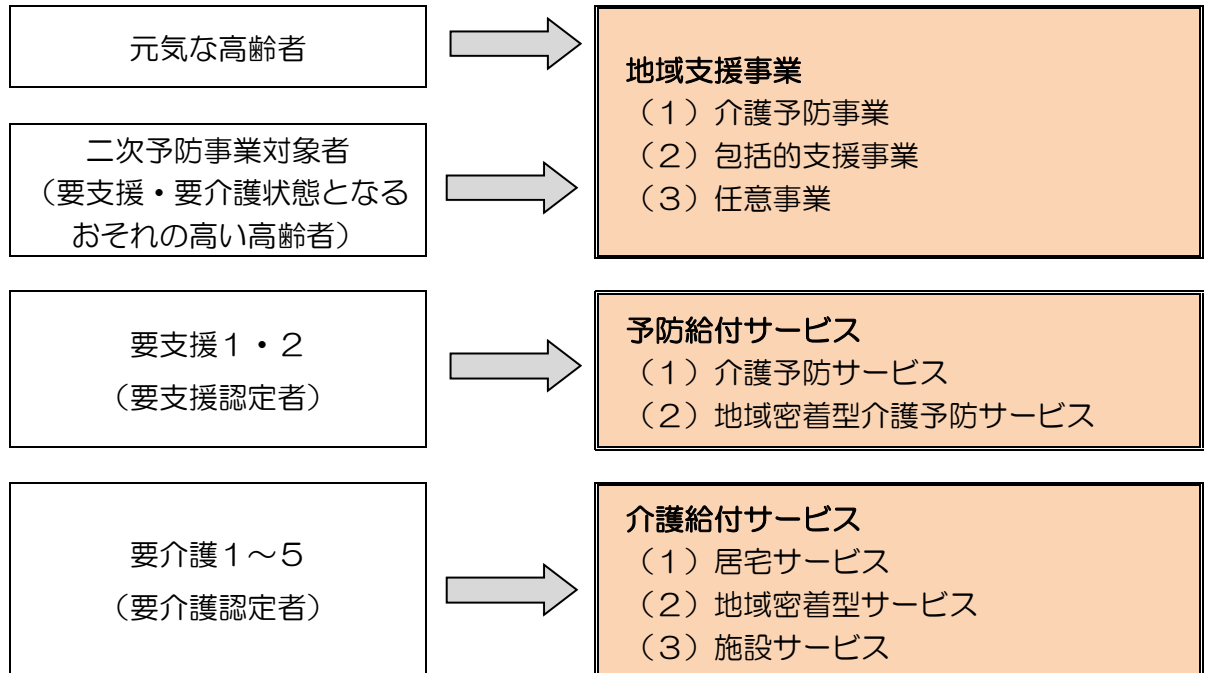 元気な高齢者
地域支援事業
（１）介護予防事業
（２）包括的支援事業
（３）任意事業
二次予防事業対象者
（要支援・要介護状態となる
おそれの高い高齢者）
要支援１・２
（要支援認定者）
予防給付サービス
（１）介護予防サービス
（２）地域密着型介護予防サービス
要介護１～５
（要介護認定者）
介護給付サービス
（１）居宅サービス
（２）地域密着型サービス
（３）施設サービス